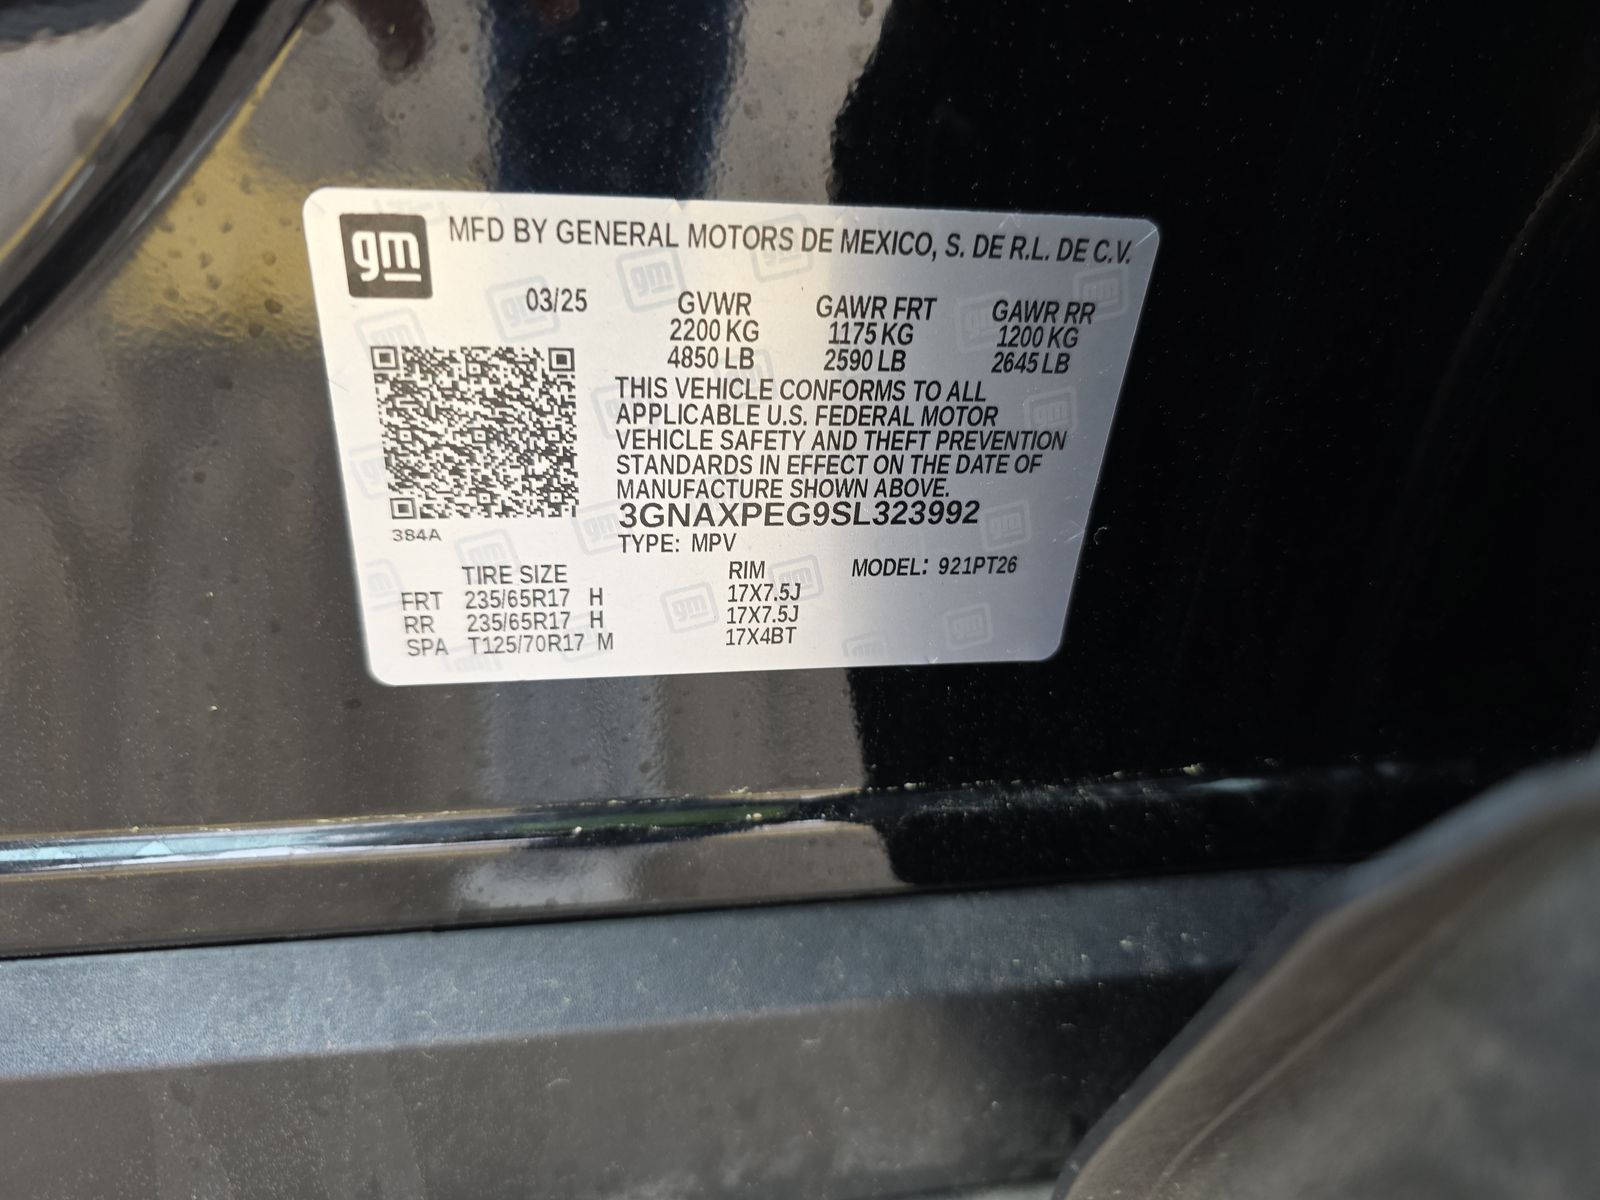 gm MFD BY GENERAL MOTORS DE MEXICO, S. DE R.L. DE C.V.
03/25 GVWR GAWR FRT GAWR RR
2200 KG 1175 KG 1200 KG
4850 LB 2590 LB 2645 LB
THIS VEHICLE CONFORMS TO ALL
APPLICABLE U.S. FEDERAL MOTOR
VEHICLE SAFETY AND THEFT PREVENTION
STANDARDS IN EFFECT ON THE DATE OF
MANUFACTURE SHOWN ABOVE.
3GNAXPEG9SL323992
384A
TYPE: MPV
TIRE SIZE RIM MODEL: 921PT26
FRT 235/65R17 H 17X7.5J
RR 235/65R17 H 17X7.5J
SPA T125/70R17 M 17X4BT